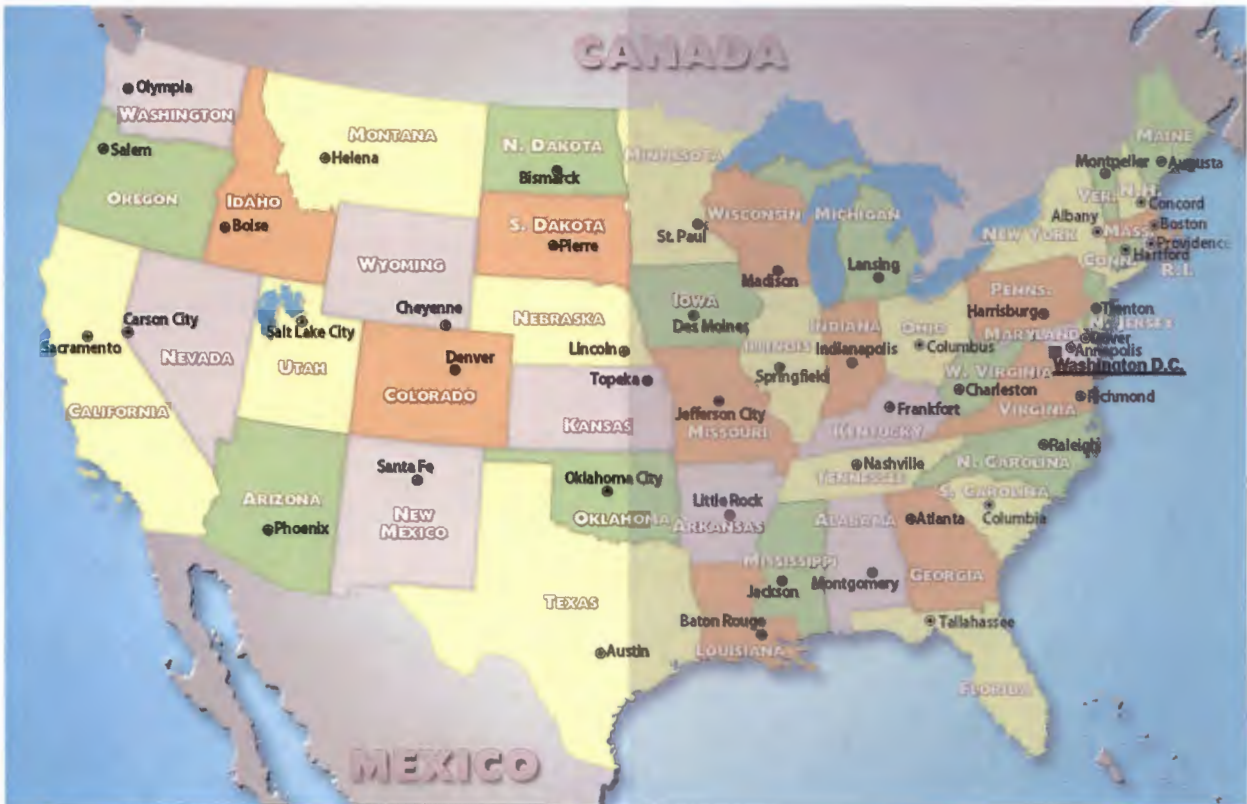 CANADA
Olympia
WASHINGTON
Salem
OREGON
MONTANA
Helena
IDAHO
Boise
N. DAKOTA
Bismarck
S. DAKOTA
Pierre
WYOMING
Cheyenne
MINNESOTA
St. Paul
WISCONSIN
Madison
MICHIGAN
Lansing
MAINE
Augusta
Montpelier
VER.
N.H.
Concord
Albany
NEW YORK
MASS.
Boston
Providence
CONN.
Hartford
R.I.
Carson City
Sacramento
NEVADA
CALIFORNIA
Salt Lake City
UTAH
Denver
COLORADO
NEBRASKA
Lincoln
Topeka
KANSAS
IOWA
Des Moines
ILLINOIS
Springfield
INDIANA
Indianapolis
OHIO
Columbus
PENNS.
Harrisburg
Trenton
MARYLAND
Annapolis
Washington D.C.
W. VIRGINIA
Charleston
VIRGINIA
Richmond
Jefferson City
MISSOURI
Frankfort
KENTUCKY
Nashville
TENNESSEE
Raleigh
N. CAROLINA
S. CAROLINA
Columbia
ARIZONA
Phoenix
Santa Fe
NEW
MEXICO
Oklahoma City
OKLAHOMA
Little Rock
ARKANSAS
MISSISSIPPI
Jackson
ALABAMA
Montgomery
Atlanta
GEORGIA
TEXAS
Austin
Baton Rouge
LOUISIANA
Tallahassee
FLORIDA
MEXICO